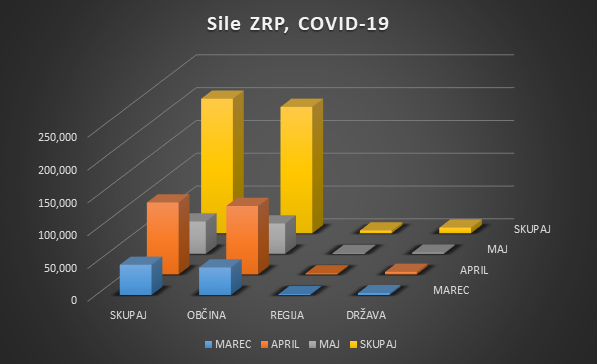 Sile ZRP, COVID-19
250,000
200,000
150,000
100,000
50,000
0
SKUPAJ
MAJ
APRIL
MAREC
SKUPAJ OBČINA REGIJA DRŽAVA
MAREC APRIL MAJ SKUPAJ